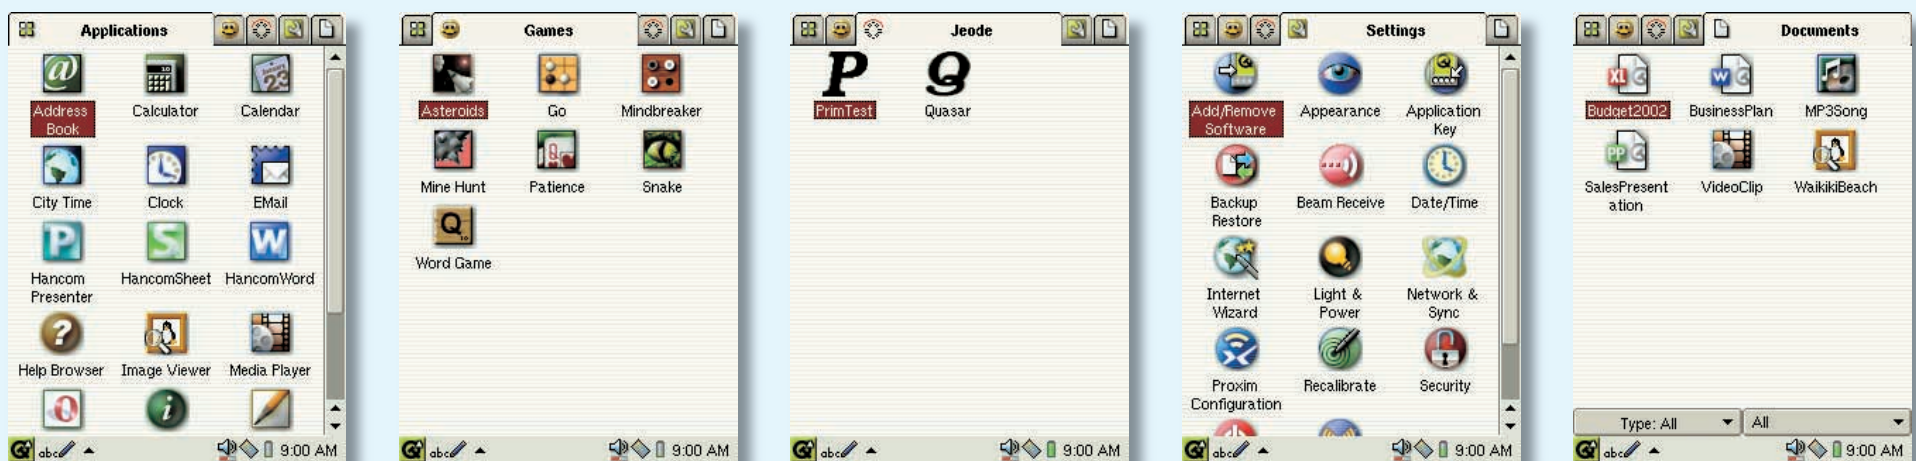 Applications
Address
Book
Calculator
Calendar
City Time
Clock
EMail
Hancom
Presenter
HancomSheet
HancomWord
Help Browser
Image Viewer
Media Player
abc
9:00 AM
Games
Asteroids
Go
Mindbreaker
Mine Hunt
Patience
Snake
Word Game
abc
9:00 AM
Jeode
PrimTest
Quasar
abc
9:00 AM
Settings
Add/Remove
Software
Appearance
Application
Key
Backup
Restore
Beam Receive
Date/Time
Internet
Wizard
Light &
Power
Network &
Sync
Proxim
Configuration
Recalibrate
Security
abc
9:00 AM
Documents
Budget2002
BusinessPlan
MP3Song
SalesPresent
ation
VideoClip
WaikikiBeach
Type: All
All
abc
9:00 AM